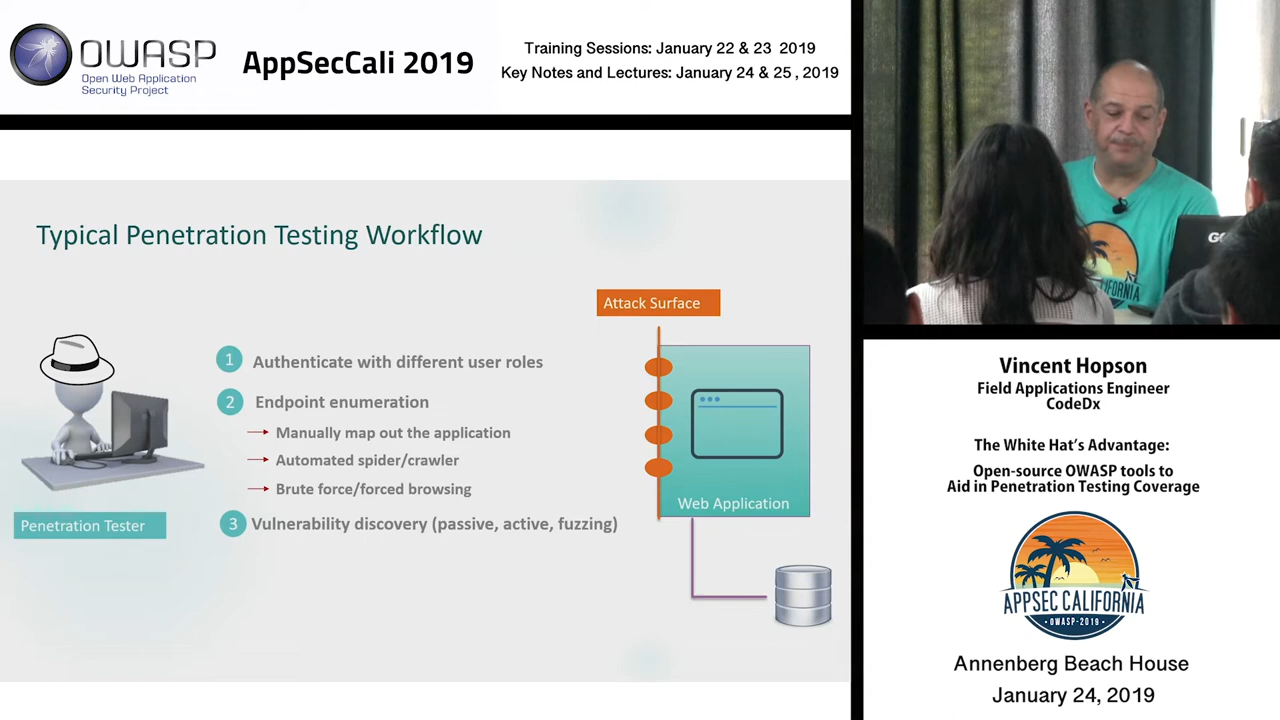 OWASP
Open Web Application
Security Project
AppSecCali 2019
Training Sessions: January 22 & 23 2019
Key Notes and Lectures: January 24 & 25, 2019
Typical Penetration Testing Workflow
Attack Surface
1 Authenticate with different user roles
2 Endpoint enumeration
Manually map out the application
Automated spider/crawler
Brute force/forced browsing
3 Vulnerability discovery (passive, active, fuzzing)
Penetration Tester
Web Application
Vincent Hopson
Field Applications Engineer
CodeDx
The White Hat's Advantage:
Open-source OWASP tools to
Aid in Penetration Testing Coverage
APPSEC CALIFORNIA
OWASP-2019
Annenberg Beach House
January 24, 2019